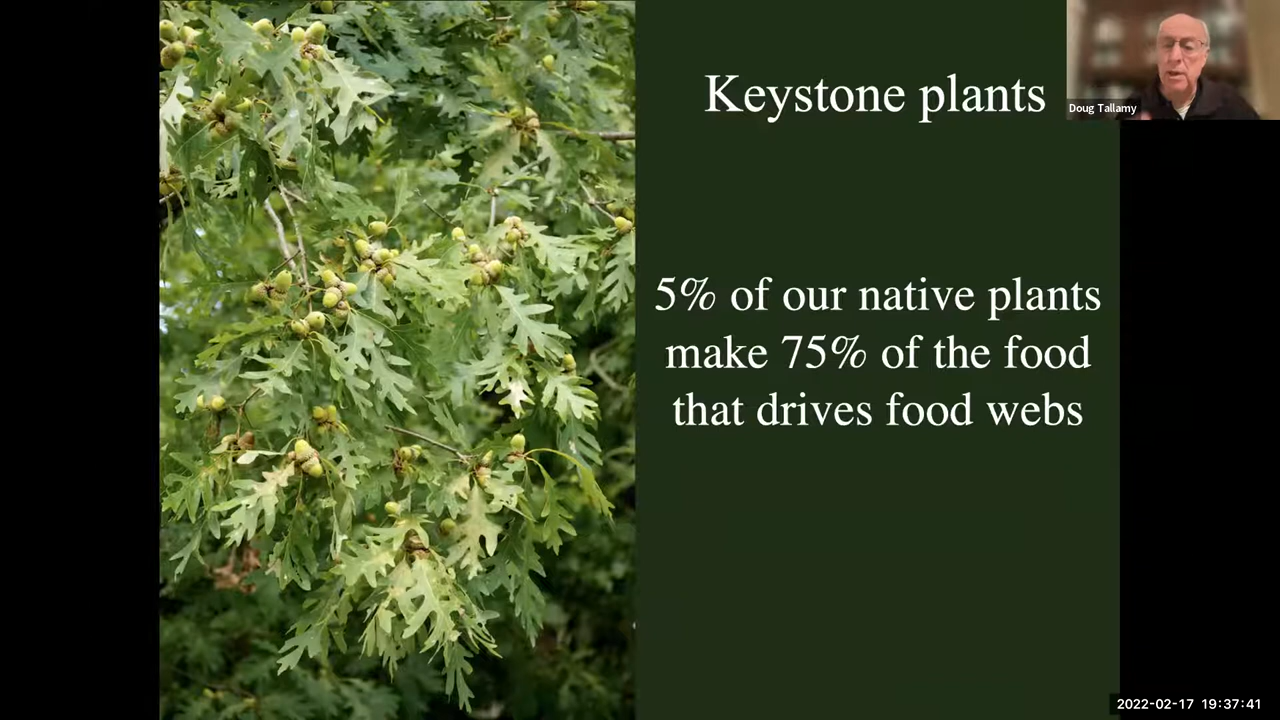 Keystone plants
Doug Tallamy
5% of our native plants
make 75% of the food
that drives food webs
2022-02-17 19:37:41